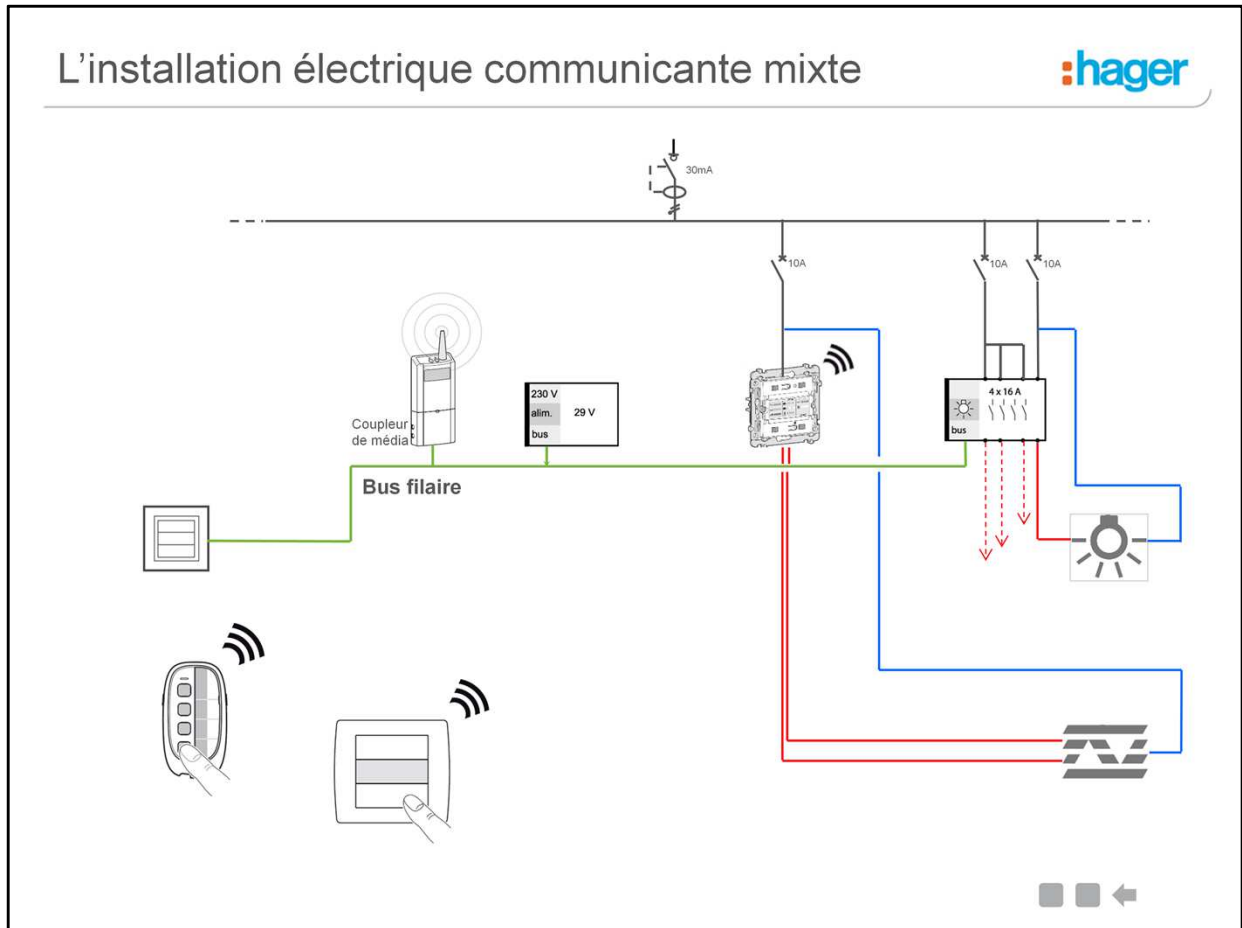 L'installation électrique communicante mixte
:hager
30mA
10A
10A
10A
Coupleur
de média
230 V
alim.
29 V
bus
4 x 16 A
bus
Bus filaire